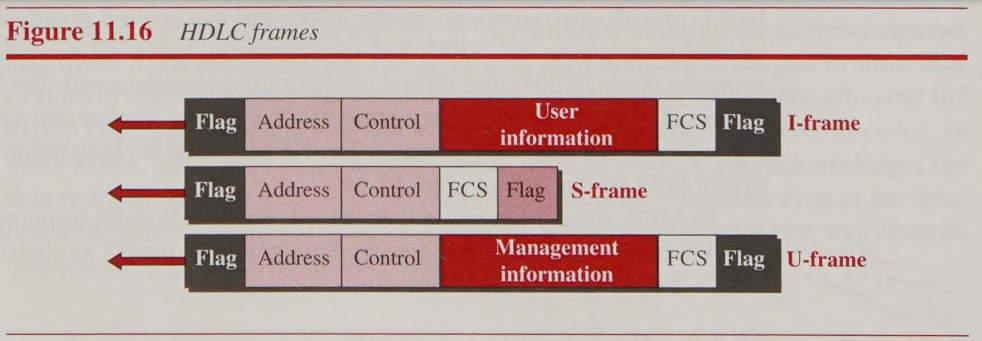 Figure 11.16 HDLC frames
Flag Address Control User information FCS Flag I-frame
Flag Address Control FCS Flag S-frame
Flag Address Control Management information FCS Flag U-frame